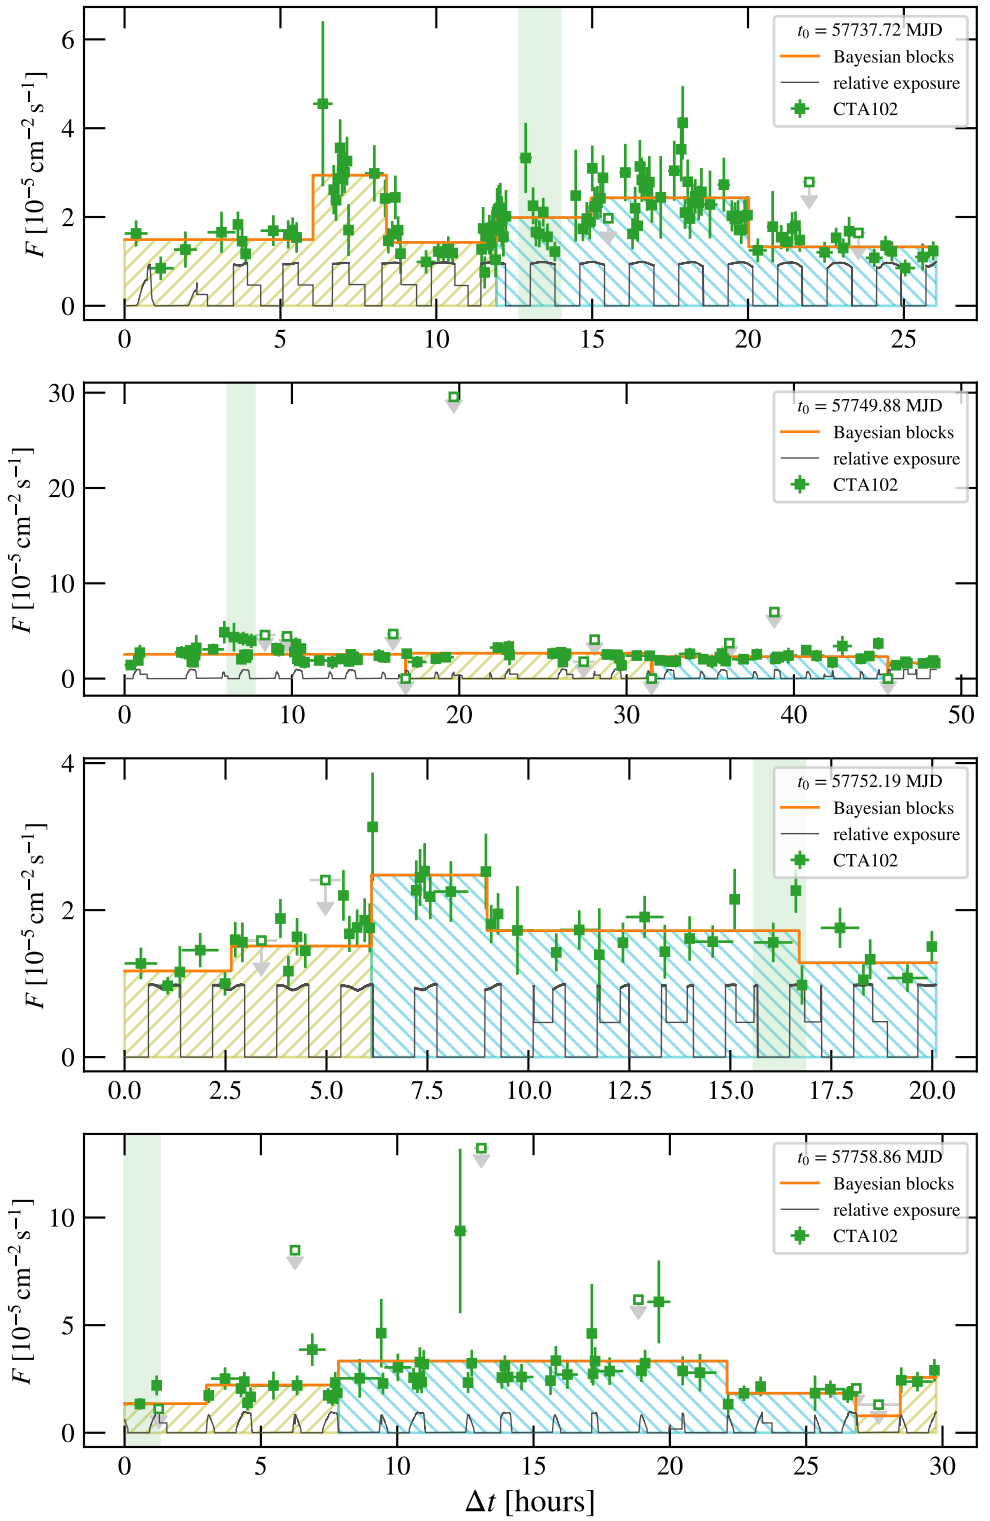 t₀ = 57737.72 MJD
Bayesian blocks
relative exposure
CTA102
F [10⁻⁵ cm⁻² s⁻¹]
6
4
2
0
0 5 10 15 20 25
t₀ = 57749.88 MJD
Bayesian blocks
relative exposure
CTA102
F [10⁻⁵ cm⁻² s⁻¹]
30
20
10
0
0 10 20 30 40 50
t₀ = 57752.19 MJD
Bayesian blocks
relative exposure
CTA102
F [10⁻⁵ cm⁻² s⁻¹]
4
2
0
0.0 2.5 5.0 7.5 10.0 12.5 15.0 17.5 20.0
t₀ = 57758.86 MJD
Bayesian blocks
relative exposure
CTA102
F [10⁻⁵ cm⁻² s⁻¹]
10
5
0
0 5 10 15 20 25 30
Δt [hours]